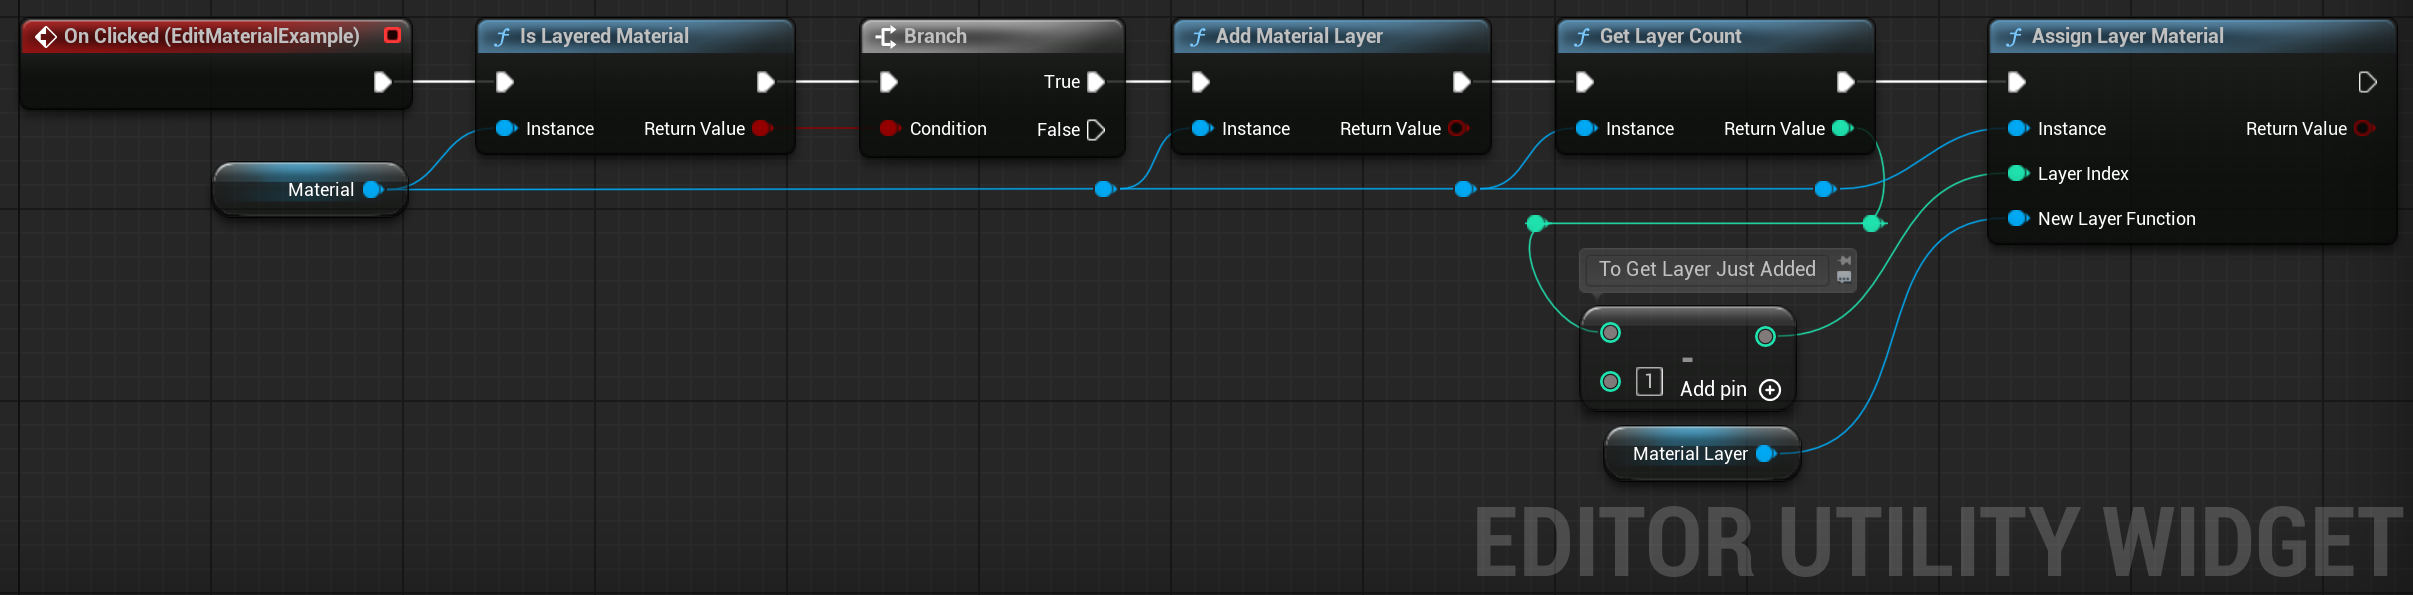 On Clicked (EditMaterialExample)
Is Layered Material
Branch
Add Material Layer
Get Layer Count
Assign Layer Material
True
Instance
Return Value
Condition
False
Instance
Return Value
Instance
Return Value
Instance
Return Value
Material
Layer Index
New Layer Function
To Get Layer Just Added
-
1
Add pin
Material Layer
EDITOR UTILITY WIDGET